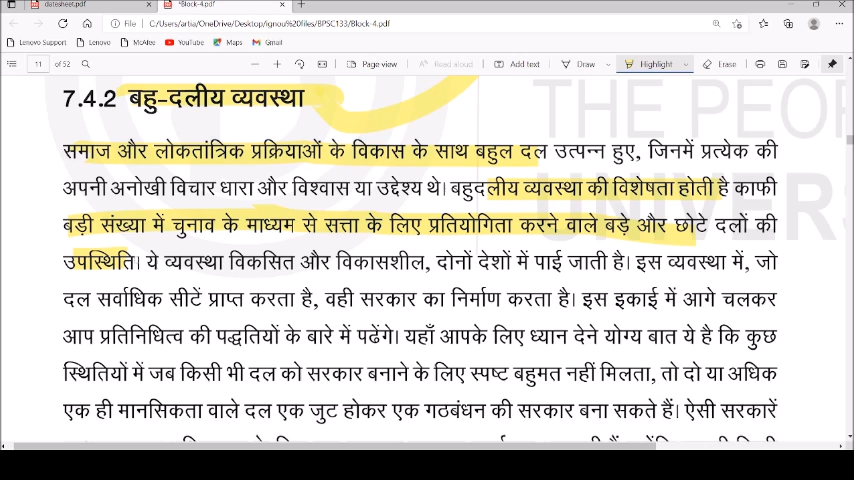 datesheet.pdf
*Block-4.pdf
File
C:/Users/artia/OneDrive/Desktop/ignou%20files/BPSC133/Block-4.pdf
Lenovo Support
Lenovo
McAfee
YouTube
Maps
Gmail
11 of 52
Page view
Read aloud
Add text
Draw
Highlight
Erase
THE PEO
UNIVERS
7.4.2 बहु-दलीय व्यवस्था
समाज और लोकतांत्रिक प्रक्रियाओं के विकास के साथ बहुल दल उत्पन्न हुए, जिनमें प्रत्येक की
अपनी अनोखी विचार धारा और विश्वास या उद्देश्य थे। बहुदलीय व्यवस्था की विशेषता होती है काफी
बड़ी संख्या में चुनाव के माध्यम से सत्ता के लिए प्रतियोगिता करने वाले बड़े और छोटे दलों की
उपस्थिति। ये व्यवस्था विकसित और विकासशील, दोनों देशों में पाई जाती है। इस व्यवस्था में, जो
दल सर्वाधिक सीटें प्राप्त करता है, वही सरकार का निर्माण करता है। इस इकाई में आगे चलकर
आप प्रतिनिधित्व की पद्धतियों के बारे में पढेंगे। यहाँ आपके लिए ध्यान देने योग्य बात ये है कि कुछ
स्थितियों में जब किसी भी दल को सरकार बनाने के लिए स्पष्ट बहुमत नहीं मिलता, तो दो या अधिक
एक ही मानसिकता वाले दल एक जुट होकर एक गठबंधन की सरकार बना सकते हैं। ऐसी सरकारें